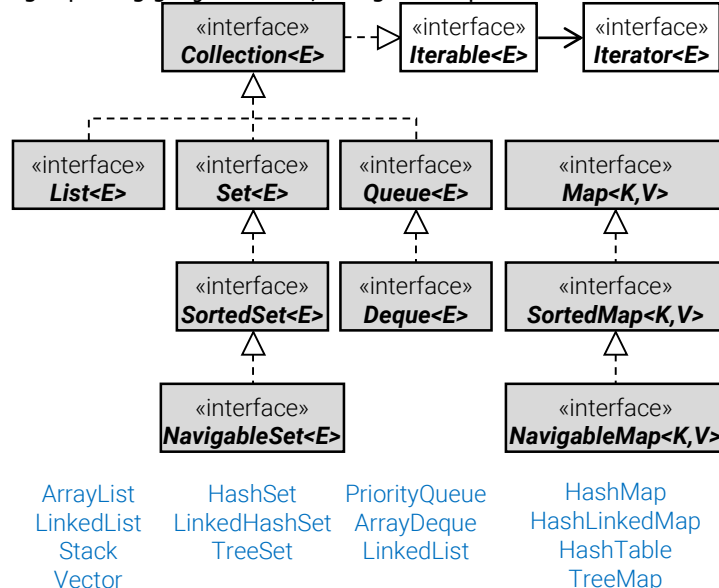 «interface»
Collection<E>
«interface»
Iterable<E>
«interface»
Iterator<E>
«interface»
List<E>
«interface»
Set<E>
«interface»
Queue<E>
«interface»
Map<K,V>
«interface»
SortedSet<E>
«interface»
Deque<E>
«interface»
SortedMap<K,V>
«interface»
NavigableSet<E>
«interface»
NavigableMap<K,V>
ArrayList
LinkedList
Stack
Vector
HashSet
LinkedHashSet
TreeSet
PriorityQueue
ArrayDeque
LinkedList
HashMap
HashLinkedMap
HashTable
TreeMap